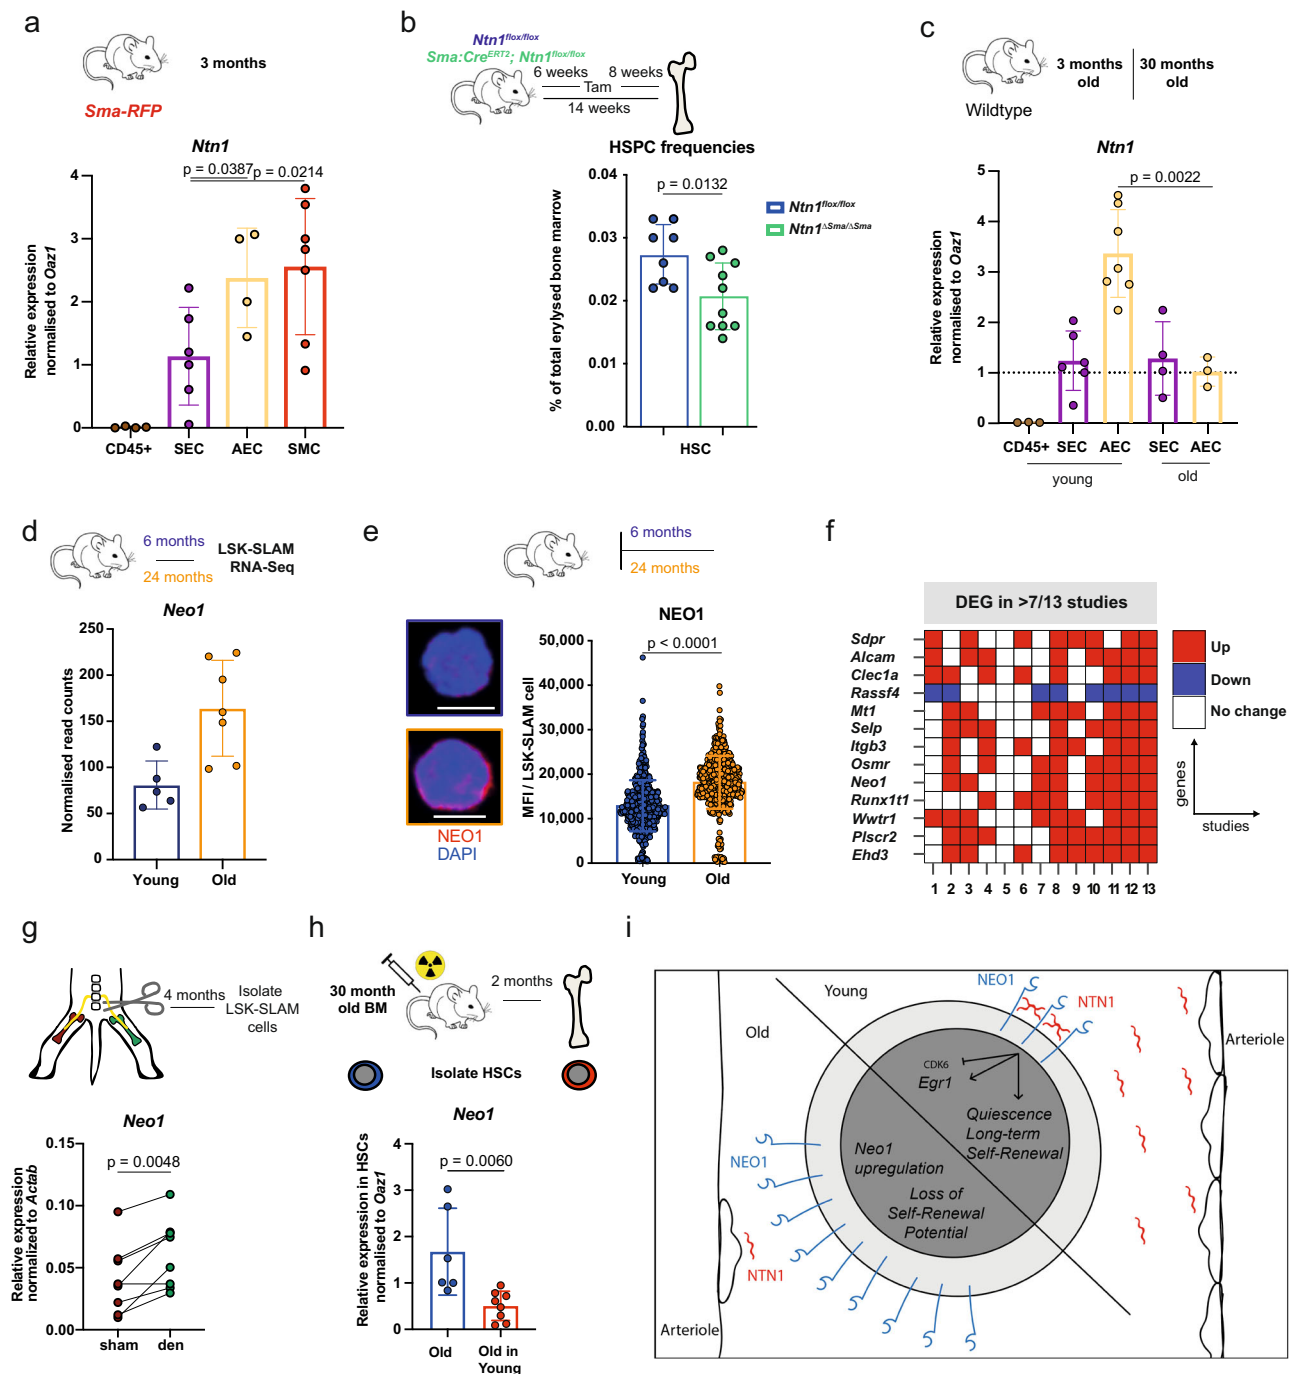 a
3 months
Sma-RFP
Ntn1
p = 0.0387
p = 0.0214
Relative expression
normalised to Oaz1
4
3
2
1
0
CD45+ SEC AEC SMC
b
Ntn1flox/flox
Sma:CreERT2; Ntn1flox/flox
6 weeks 8 weeks
Tam
14 weeks
HSPC frequencies
p = 0.0132
% of total erylysed bone marrow
0.04
0.03
0.02
0.01
0.00
HSC
Ntn1flox/flox
Ntn1ΔSma/ΔSma
c
3 months old
30 months old
Wildtype
Ntn1
p = 0.0022
Relative expression
normalised to Oaz1
5
4
3
2
1
0
CD45+ SEC AEC SEC AEC
young old
d
6 months
24 months
LSK-SLAM
RNA-Seq
Neo1
Normalised read counts
250
200
150
100
50
0
Young Old
e
6 months
24 months
NEO1
DAPI
NEO1
p < 0.0001
MFI / LSK-SLAM cell
50,000
40,000
30,000
20,000
10,000
0
Young Old
f
DEG in >7/13 studies
Sdpr
Alcam
Clec1a
Rassf4
Mt1
Selp
Itgb3
Osmr
Neo1
Runx1t1
Wwtr1
Plscr2
Ehd3
1 2 3 4 5 6 7 8 9 10 11 12 13
Up
Down
No change
genes
studies
g
4 months
Isolate
LSK-SLAM
cells
Neo1
p = 0.0048
Relative expression
normalized to Actab
0.15
0.10
0.05
0.00
sham den
h
30 month
old BM
2 months
Isolate HSCs
Neo1
p = 0.0060
Relative expression in HSCs
normalised to Oaz1
4
3
2
1
0
Old Old in
Young
i
Young
Old
NEO1
NTN1
Arteriole
CDK6
Egr1
Quiescence
Long-term
Self-Renewal
NEO1
Neo1
upregulation
Loss of
Self-Renewal
Potential
NTN1
Arteriole